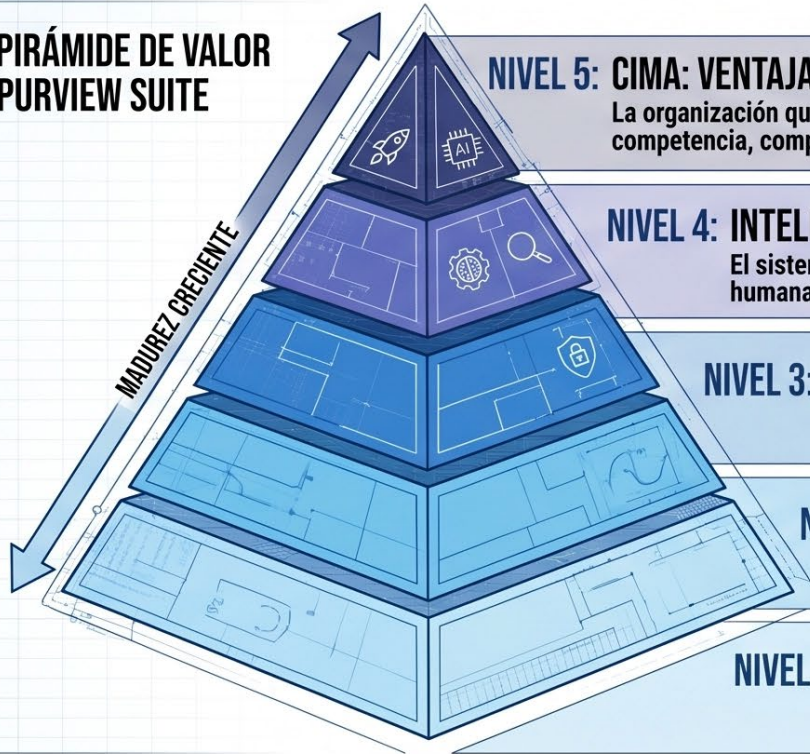 PIRÁMIDE DE VALOR
PURVIEW SUITE
MADUREZ CRECIENTE
NIVEL 5: CIMA: VENTAJA
La organización qu
competencia, comp
AI
NIVEL 4: INTEL
El siste
humana
NIVEL 3:
N
NIVEL